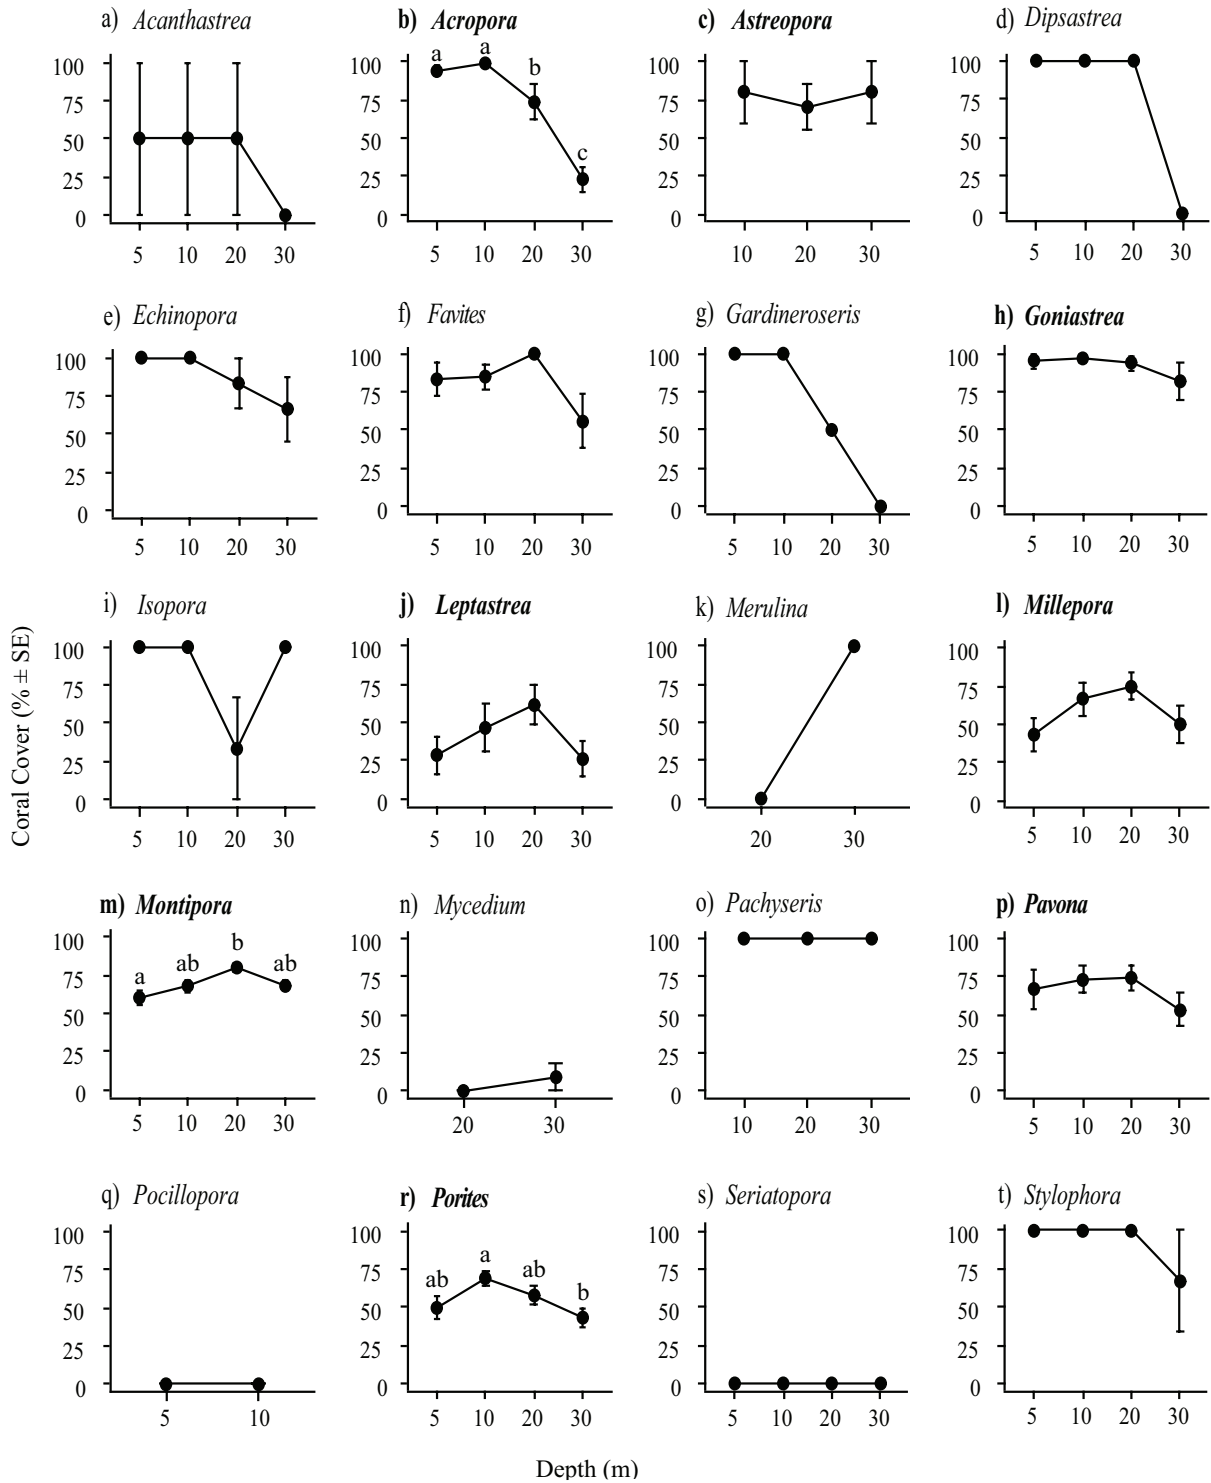 a) Acanthastrea
a
a
b
c
100
75
50
25
0
5 10 20 30
b) Acropora
100
75
50
25
0
5 10 20 30
c) Astreopora
100
75
50
25
0
10 20 30
d) Dipsastrea
100
75
50
25
0
5 10 20 30
e) Echinopora
100
75
50
25
0
5 10 20 30
f) Favites
100
75
50
25
0
5 10 20 30
g) Gardineroseris
100
75
50
25
0
5 10 20 30
h) Goniastrea
100
75
50
25
0
5 10 20 30
i) Isopora
100
75
50
25
0
5 10 20 30
j) Leptastrea
100
75
50
25
0
5 10 20 30
k) Merulina
100
75
50
25
0
20 30
l) Millepora
100
75
50
25
0
5 10 20 30
Coral Cover (% ± SE)
m) Montipora
a ab b ab
100
75
50
25
0
5 10 20 30
n) Mycedium
100
75
50
25
0
20 30
o) Pachyseris
100
75
50
25
0
10 20 30
p) Pavona
100
75
50
25
0
5 10 20 30
q) Pocillopora
100
75
50
25
0
5 10
r) Porites
ab a ab b
100
75
50
25
0
5 10 20 30
s) Seriatopora
100
75
50
25
0
5 10 20 30
t) Stylophora
100
75
50
25
0
5 10 20 30
Depth (m)